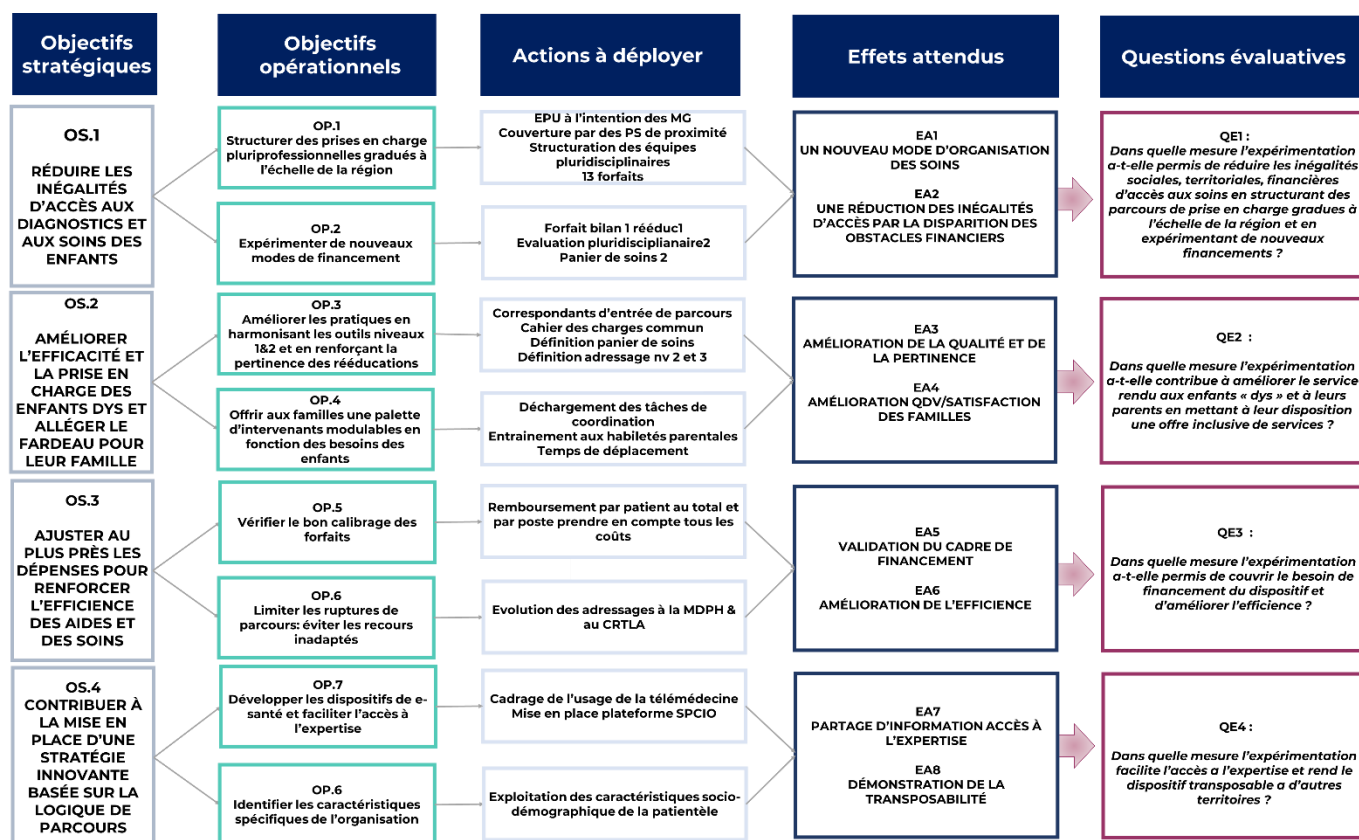 Objectifs
stratégiques
Objectifs
opérationnels
Actions à déployer
Effets attendus
Questions évaluatives
OS.1
RÉDUIRE LES
INÉGALITÉS
D'ACCÈS AUX
DIAGNOSTICS ET
AUX SOINS DES
ENFANTS
OP.1
Structurer des prises en charge
pluriprofessionnelles gradués à
l'échelle de la région
EPU à l'intention des MG
Couverture par des PS de proximité
Structuration des équipes
pluridisciplinaires
13 forfaits
OP.2
Expérimenter de nouveaux
modes de financement
Forfait bilan 1 rééduc1
Evaluation pluridisciplianaire2
Panier de soins 2
EA1
UN NOUVEAU MODE D'ORGANISATION
DES SOINS
EA2
UNE RÉDUCTION DES INÉGALITÉS
D'ACCÈS PAR LA DISPARITION DES
OBSTACLES FINANCIERS
QE1 :
Dans quelle mesure l'expérimentation
a-t-elle permis de réduire les inégalités
sociales, territoriales, financières
d'accès aux soins en structurant des
parcours de prise en charge gradues à
l'échelle de la région et en
expérimentant de nouveaux
financements ?
OS.2
AMÉLIORER
L'EFFICACITÉ ET
LA PRISE EN
CHARGE DES
ENFANTS DYS ET
ALLÉGER LE
FARDEAU POUR
LEUR FAMILLE
OP.3
Améliorer les pratiques en
harmonisant les outils niveaux
1&2 et en renforçant la
pertinence des rééducations
Correspondants d'entrée de parcours
Cahier des charges commun
Définition panier de soins
Définition adressage nv 2 et 3
OP.4
Offrir aux familles une palette
d'intervenants modulables en
fonction des besoins des
enfants
Déchargement des tâches de
coordination
Entrainement aux habiletés parentales
Temps de déplacement
EA3
AMÉLIORATION DE LA QUALITÉ ET DE
LA PERTINENCE
EA4
AMÉLIORATION QDV/SATISFACTION
DES FAMILLES
QE2 :
Dans quelle mesure l'expérimentation
a-t-elle contribue à améliorer le service
rendu aux enfants « dys » et à leurs
parents en mettant à leur disposition
une offre inclusive de services ?
OS.3
AJUSTER AU
PLUS PRÈS LES
DÉPENSES POUR
RENFORCER
L'EFFICIENCE
DES AIDES ET
DES SOINS
OP.5
Vérifier le bon calibrage des
forfaits
Remboursement par patient au total et
par poste prendre en compte tous les
coûts
OP.6
Limiter les ruptures de
parcours: éviter les recours
inadaptés
Evolution des adressages à la MDPH &
au CRTLA
EA5
VALIDATION DU CADRE DE
FINANCEMENT
EA6
AMÉLIORATION DE L'EFFICIENCE
QE3 :
Dans quelle mesure l'expérimentation
a-t-elle permis de couvrir le besoin de
financement du dispositif et
d'améliorer l'efficience ?
OS.4
CONTRIBUER À
LA MISE EN
PLACE D'UNE
STRATÉGIE
INNOVANTE
BASÉE SUR LA
LOGIQUE DE
PARCOURS
OP.7
Développer les dispositifs de e-
santé et faciliter l'accès à
l'expertise
Cadrage de l'usage de la télémédecine
Mise en place plateforme SPCIO
OP.6
Identifier les caractéristiques
spécifiques de l'organisation
Exploitation des caractéristiques socio-
démographique de la patientèle
EA7
PARTAGE D'INFORMATION ACCÈS À
L'EXPERTISE
EA8
DÉMONSTRATION DE LA
TRANSPOSABILITÉ
QE4 :
Dans quelle mesure l'expérimentation
facilite l'accès a l'expertise et rend le
dispositif transposable a d'autres
territoires ?